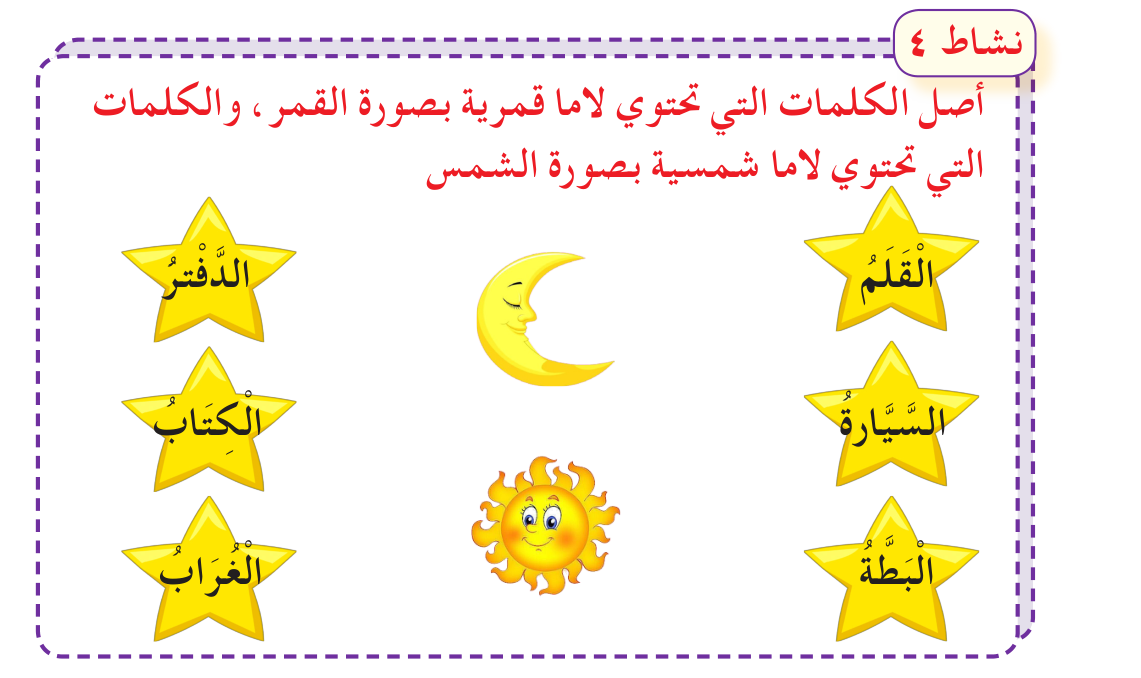 نشاط ٤
أصل الكلمات التي تحتوي لاما قمرية بصورة القمر ، والكلمات
التي تحتوي لاما شمسية بصورة الشمس
الْقَلَمُ
الدَّفْترُ
السَّيَّارةُ
الْكِتَابُ
الْبَطَّةُ
الْغُرَابُ